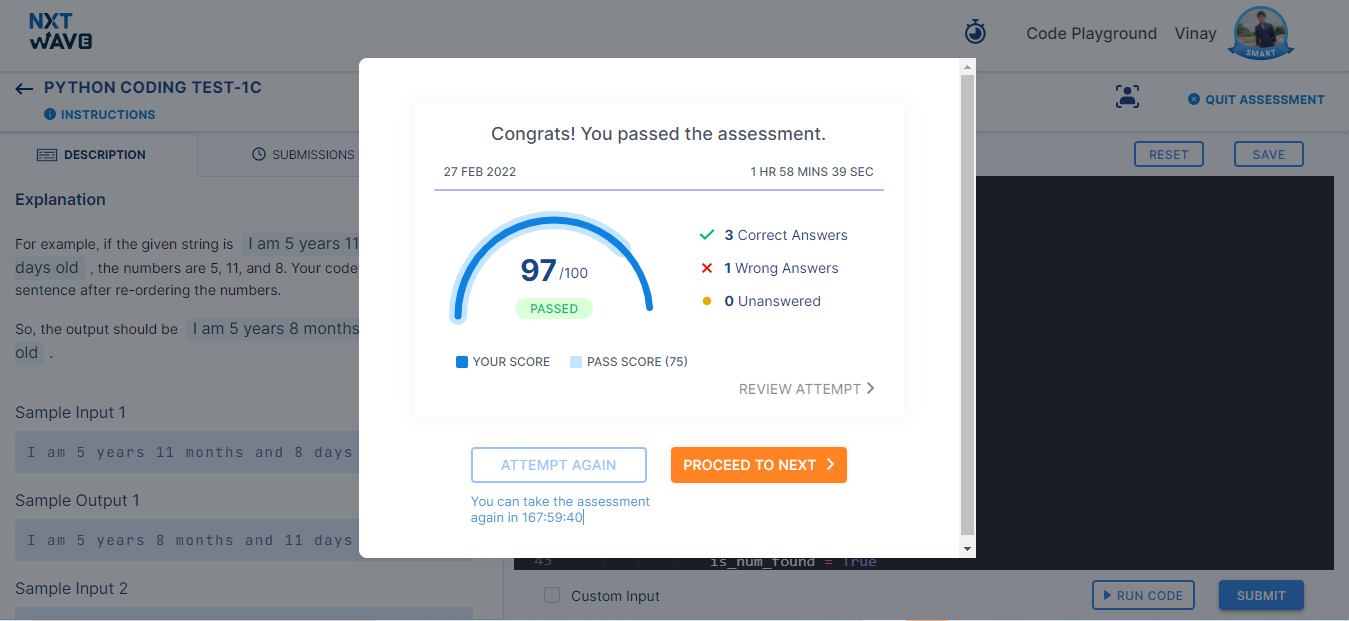 NXT
WAVE
Code Playground
Vinay
SMART
PYTHON CODING TEST-1C
INSTRUCTIONS
QUIT ASSESSMENT
DESCRIPTION
SUBMISSIONS
RESET
SAVE
Explanation
For example, if the given string is I am 5 years 11
days old , the numbers are 5, 11, and 8. Your code
sentence after re-ordering the numbers.
So, the output should be I am 5 years 8 months
old .
Sample Input 1
I am 5 years 11 months and 8 days
Sample Output 1
I am 5 years 8 months and 11 days
Sample Input 2
Congrats! You passed the assessment.
27 FEB 2022
1 HR 58 MINS 39 SEC
97 /100
PASSED
3 Correct Answers
1 Wrong Answers
0 Unanswered
YOUR SCORE
PASS SCORE (75)
REVIEW ATTEMPT
ATTEMPT AGAIN
PROCEED TO NEXT
You can take the assessment
again in 167:59:40
43 is_num_found = True
Custom Input
RUN CODE
SUBMIT